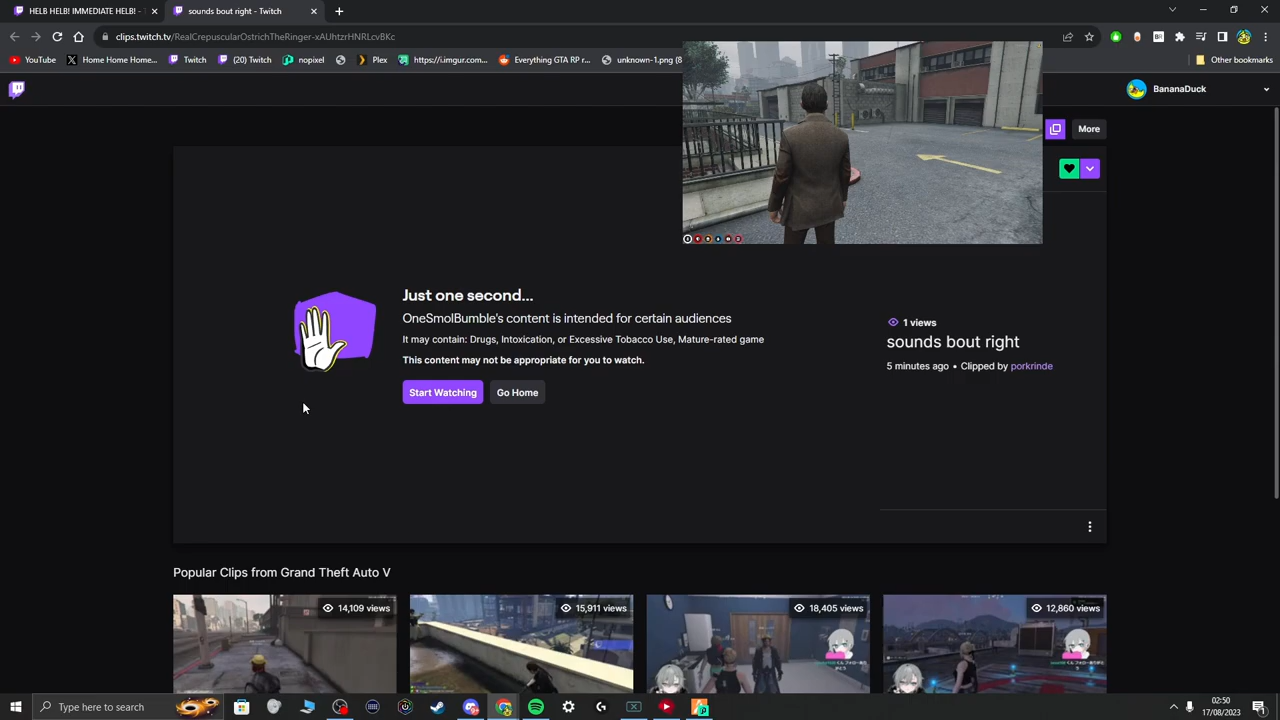 HELB HELB! IMMEDIATE HELB! - T
sounds bout right - Twitch
clips.twitch.tv/RealCrepuscularOstrichTheRinger-xAUhtzrHNRLcvBKc
YouTube
Home Home Home...
Twitch
(20) Twitch
nopixel
Plex
https://i.imgur.com...
Everything GTA RP r...
unknown-1.png (8
Other bookmarks
BananaDuck
More
Just one second...
OneSmolBumble's content is intended for certain audiences
It may contain: Drugs, Intoxication, or Excessive Tobacco Use, Mature-rated game
This content may not be appropriate for you to watch.
Start Watching
Go Home
1 views
sounds bout right
5 minutes ago • Clipped by porkrinde
Popular Clips from Grand Theft Auto V
14,109 views
15,911 views
18,405 views
12,860 views
Type here to search
02:50
17/08/2023